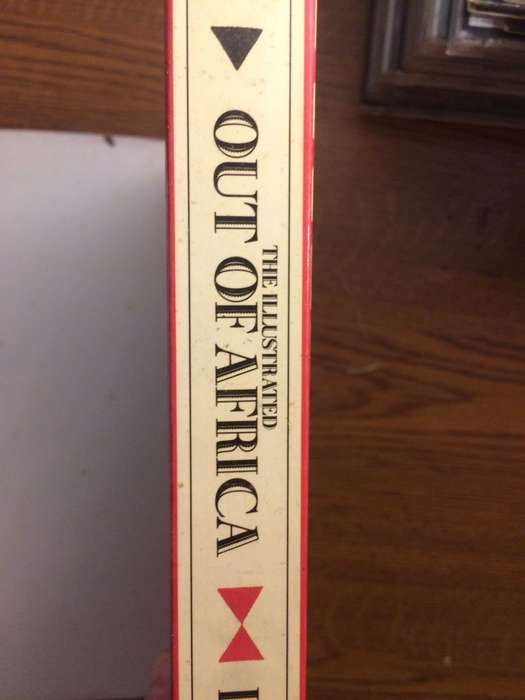 THE ILLUSTRATED
OUT OF AFRICA